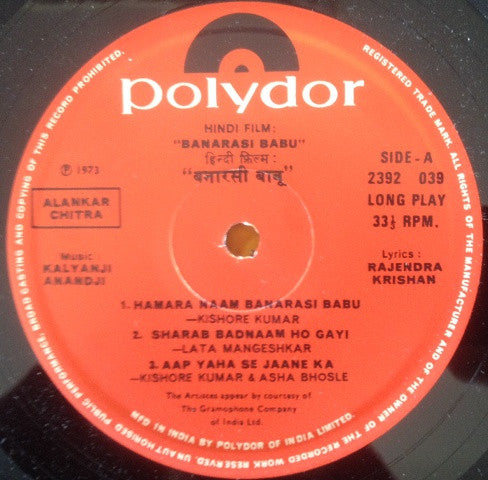 polydor
HINDI FILM:
"BANARASI BABU"
हिन्दी फ़िल्म :
"बनारसी बाबू"
℗ 1973
SIDE-A
2392 039
LONG PLAY
33⅓ RPM.
ALANKAR
CHITRA
Music:
KALYANJI
ANANDJI
Lyrics :
RAJENDRA
KRISHAN
1. HAMARA NAAM BANARASI BABU
—KISHORE KUMAR
2. SHARAB BADNAAM HO GAYI
—LATA MANGESHKAR
3. AAP YAHA SE JAANE KA
—KISHORE KUMAR & ASHA BHOSLE
The Artistes appear by courtesy of
The Gramophone Company
of India Ltd.
MFD IN INDIA BY POLYDOR OF INDIA LIMITED.
REGISTERED TRADE MARK. ALL RIGHTS OF THE MANUFACTURER AND OF THE OWNER OF THE RECORDED WORK RESERVED. UNAUTHORISED PUBLIC PERFORMANCE, BROAD CASTING AND COPYING OF THIS RECORD PROHIBITED.